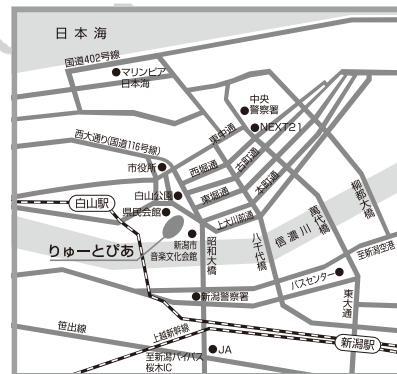 日本海
国道402号線
マリンピア
日本海
中央
警察署
NEXT21
東中通
西大通り(国道116号線)
市役所
西堀通
古町通
本町通
東堀通
白山公園
県民会館
上大川前通
白山駅
りゅーとぴあ
新潟市
音楽文化会館
昭和大橋
八千代橋
信濃川
萬代橋
柳都大橋
至新潟空港
バスセンター
新潟警察署
東大通
笹出線
上越新幹線
新潟駅
至新潟バイパス
桜木IC
JA